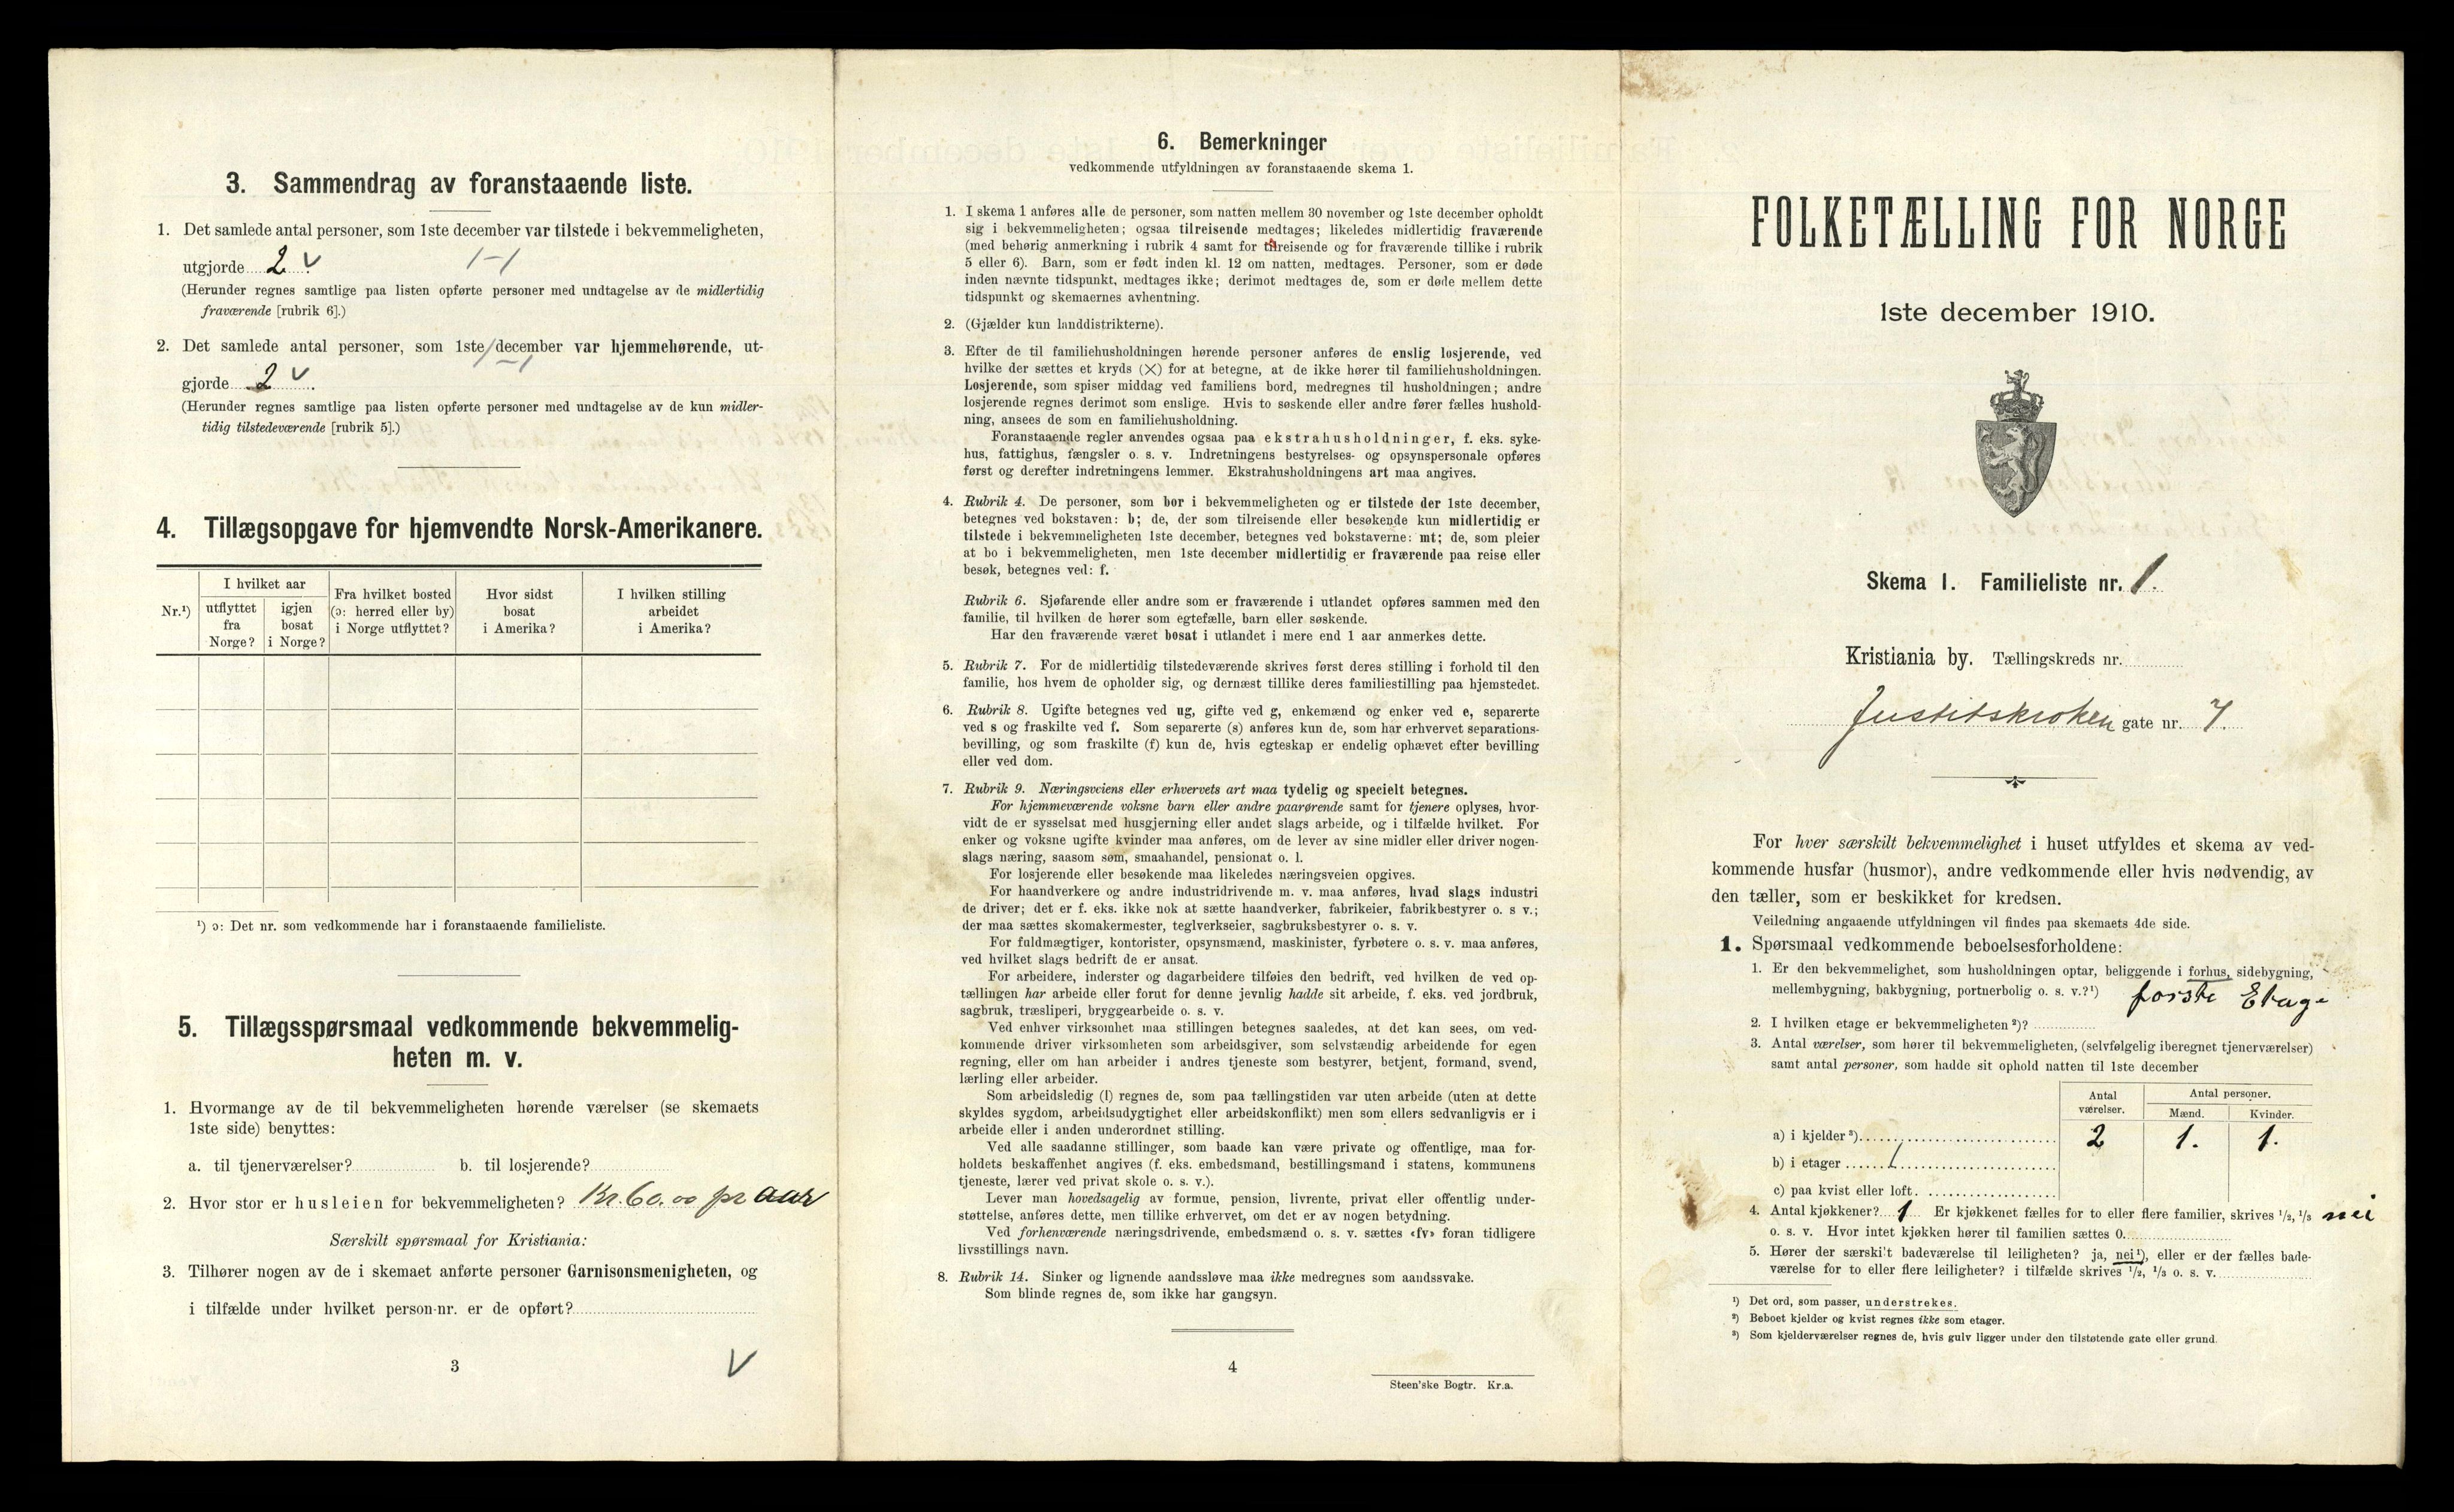 3. Sammendrag av foranstaaende liste.
1. Det samlede antal personer, som 1ste december var tilstede i bekvemmeligheten,
utgjorde 2 v 1-1
(Herunder regnes samtlige paa listen opførte personer med undtagelse av de midlertidig
fraværende [rubrik 6].)
2. Det samlede antal personer, som 1ste december var hjemmehørende, ut-
1-1
gjorde 2 v
(Herunder regnes samtlige paa listen opførte personer med undtagelse av de kun midler-
tidig tilstedeværende [rubrik 5].)
4. Tillægsopgave for hjemvendte Norsk-Amerikanere.
Nr.¹)
I hvilket aar
utflyttet fra Norge?
igjen bosat i Norge?
Fra hvilket bosted (ɔ: herred eller by) i Norge utflyttet?
Hvor sidst bosat i Amerika?
I hvilken stilling arbeidet i Amerika?
¹) ɔ: Det nr. som vedkommende har i foranstaaende familieliste.
5. Tillægsspørsmaal vedkommende bekvemmelig-
heten m. v.
1. Hvormange av de til bekvemmeligheten hørende værelser (se skemaets
1ste side) benyttes:
a. til tjenerværelser? b. til losjerende?
2. Hvor stor er husleien for bekvemmeligheten? Kr. 60.00 pr aar
Særskilt spørsmaal for Kristiania:
3. Tilhører nogen av de i skemaet anførte personer Garnisonsmenigheten, og
i tilfælde under hvilket person-nr. er de opført?
3 V
6. Bemerkninger
vedkommende utfyldningen av foranstaaende skema 1.
1. I skema 1 anføres alle de personer, som natten mellem 30 november og 1ste december opholdt
sig i bekvemmeligheten; ogsaa tilreisende medtages; likeledes midlertidig fraværende
(med behørig anmerkning i rubrik 4 samt for tilreisende og for fraværende tillike i rubrik
5 eller 6). Barn, som er født inden kl. 12 om natten, medtages. Personer, som er døde
inden nævnte tidspunkt, medtages ikke; derimot medtages de, som er døde mellem dette
tidspunkt og skemaernes avhentning.
2. (Gjælder kun landdistrikterne).
3. Efter de til familiehusholdningen hørende personer anføres de enslig losjerende, ved
hvilke der sættes et kryds (×) for at betegne, at de ikke hører til familiehusholdningen.
Losjerende, som spiser middag ved familiens bord, medregnes til husholdningen; andre
losjerende regnes derimot som enslige. Hvis to søskende eller andre fører fælles hushold-
ning, ansees de som en familiehusholdning.
Foranstaaende regler anvendes ogsaa paa ekstrahusholdninger, f. eks. syke-
hus, fattighus, fængsler o. s. v. Indretningens bestyrelses- og opsynspersonale opføres
først og derefter indretningens lemmer. Ekstrahusholdningens art maa angives.
4. Rubrik 4. De personer, som bor i bekvemmeligheten og er tilstede der 1ste december,
betegnes ved bokstaven: b; de, der som tilreisende eller besøkende kun midlertidig er
tilstede i bekvemmeligheten 1ste december, betegnes ved bokstaverne: mt; de, som pleier
at bo i bekvemmeligheten, men 1ste december midlertidig er fraværende paa reise eller
besøk, betegnes ved: f.
Rubrik 6. Sjøfarende eller andre som er fraværende i utlandet opføres sammen med den
familie, til hvilken de hører som egtefælle, barn eller søskende.
Har den fraværende været bosat i utlandet i mere end 1 aar anmerkes dette.
5. Rubrik 7. For de midlertidig tilstedeværende skrives først deres stilling i forhold til den
familie, hos hvem de opholder sig, og dernæst tillike deres familiestilling paa hjemstedet.
6. Rubrik 8. Ugifte betegnes ved ug, gifte ved g, enkemænd og enker ved e, separerte
ved s og fraskilte ved f. Som separerte (s) anføres kun de, som har erhvervet separations-
bevilling, og som fraskilte (f) kun de, hvis egteskap er endelig ophævet efter bevilling
eller ved dom.
7. Rubrik 9. Næringsveiens eller erhvervets art maa tydelig og specielt betegnes.
For hjemmeværende voksne barn eller andre paarørende samt for tjenere oplyses, hvor-
vidt de er sysselsat med husgjerning eller andet slags arbeide, og i tilfælde hvilket. For
enker og voksne ugifte kvinder maa anføres, om de lever av sine midler eller driver nogen-
slags næring, saasom søm, smaahandel, pensionat o. l.
For losjerende eller besøkende maa likeledes næringsveien opgives.
For haandverkere og andre industridrivende m. v. maa anføres, hvad slags industri
de driver; det er f. eks. ikke nok at sætte haandverker, fabrikeier, fabrikbestyrer o. s v.;
der maa sættes skomakermester, teglverkseier, sagbruksbestyrer o. s. v.
For fuldmægtiger, kontorister, opsynsmænd, maskinister, fyrbøtere o. s. v. maa anføres,
ved hvilket slags bedrift de er ansat.
For arbeidere, inderster og dagarbeidere tilføies den bedrift, ved hvilken de ved op-
tællingen har arbeide eller forut for denne jevnlig hadde sit arbeide, f. eks. ved jordbruk,
sagbruk, træsliperi, bryggearbeide o. s. v.
Ved enhver virksomhet maa stillingen betegnes saaledes, at det kan sees, om ved-
kommende driver virksomheten som arbeidsgiver, som selvstændig arbeidende for egen
regning, eller om han arbeider i andres tjeneste som bestyrer, betjent, formand, svend,
lærling eller arbeider.
Som arbeidsledig (l) regnes de, som paa tællingstiden var uten arbeide (uten at dette
skyldes sygdom, arbeidsudygtighet eller arbeidskonflikt) men som ellers sedvanligvis er i
arbeide eller i anden underordnet stilling.
Ved alle saadanne stillinger, som baade kan være private og offentlige, maa for-
holdets beskaffenhet angives (f. eks. embedsmand, bestillingsmand i statens, kommunens
tjeneste, lærer ved privat skole o. s. v.).
Lever man hovedsagelig av formue, pension, livrente, privat eller offentlig under-
støttelse, anføres dette, men tillike erhvervet, om det er av nogen betydning.
Ved forhenværende næringsdrivende, embedsmænd o. s. v. sættes «fv» foran tidligere
livsstillings navn.
8. Rubrik 14. Sinker og lignende aandssløve maa ikke medregnes som aandssvake.
Som blinde regnes de, som ikke har gangsyn.
4
Steen'ske Bogtr. Kr.a.
FOLKETÆLLING FOR NORGE
1ste december 1910.
Skema 1. Familieliste nr. 1.
Kristiania by. Tællingskreds nr.
Justitskroken gate nr. 7.
For hver særskilt bekvemmelighet i huset utfyldes et skema av ved-
kommende husfar (husmor), andre vedkommende eller hvis nødvendig, av
den tæller, som er beskikket for kredsen.
Veiledning angaaende utfyldningen vil findes paa skemaets 4de side.
1. Spørsmaal vedkommende beboelsesforholdene:
1. Er den bekvemmelighet, som husholdningen optar, beliggende i forhus, sidebygning,
mellembygning, bakbygning, portnerbolig o. s. v.?¹) første Etage
2. I hvilken etage er bekvemmeligheten²)?
3. Antal værelser, som hører til bekvemmeligheten, (selvfølgelig iberegnet tjenerværelser)
samt antal personer, som hadde sit ophold natten til 1ste december
Antal værelser. Antal personer.
Mænd. Kvinder.
a) i kjelder³) 2 1. 1.
b) i etager 1
c) paa kvist eller loft.
4. Antal kjøkkener? 1 Er kjøkkenet fælles for to eller flere familier, skrives ¹/₂, ¹/₃ nei
o. s. v. Hvor intet kjøkken hører til familien sættes 0.
5. Hører der særskilt badeværelse til leiligheten? ja, nei¹), eller er der fælles bade-
værelse for to eller flere leiligheter? i tilfælde skrives ¹/₂, ¹/₃ o. s. v.
¹) Det ord, som passer, understrekes.
²) Beboet kjelder og kvist regnes ikke som etager.
³) Som kjelderværelser regnes de, hvis gulv ligger under den tilstøtende gate eller grund.